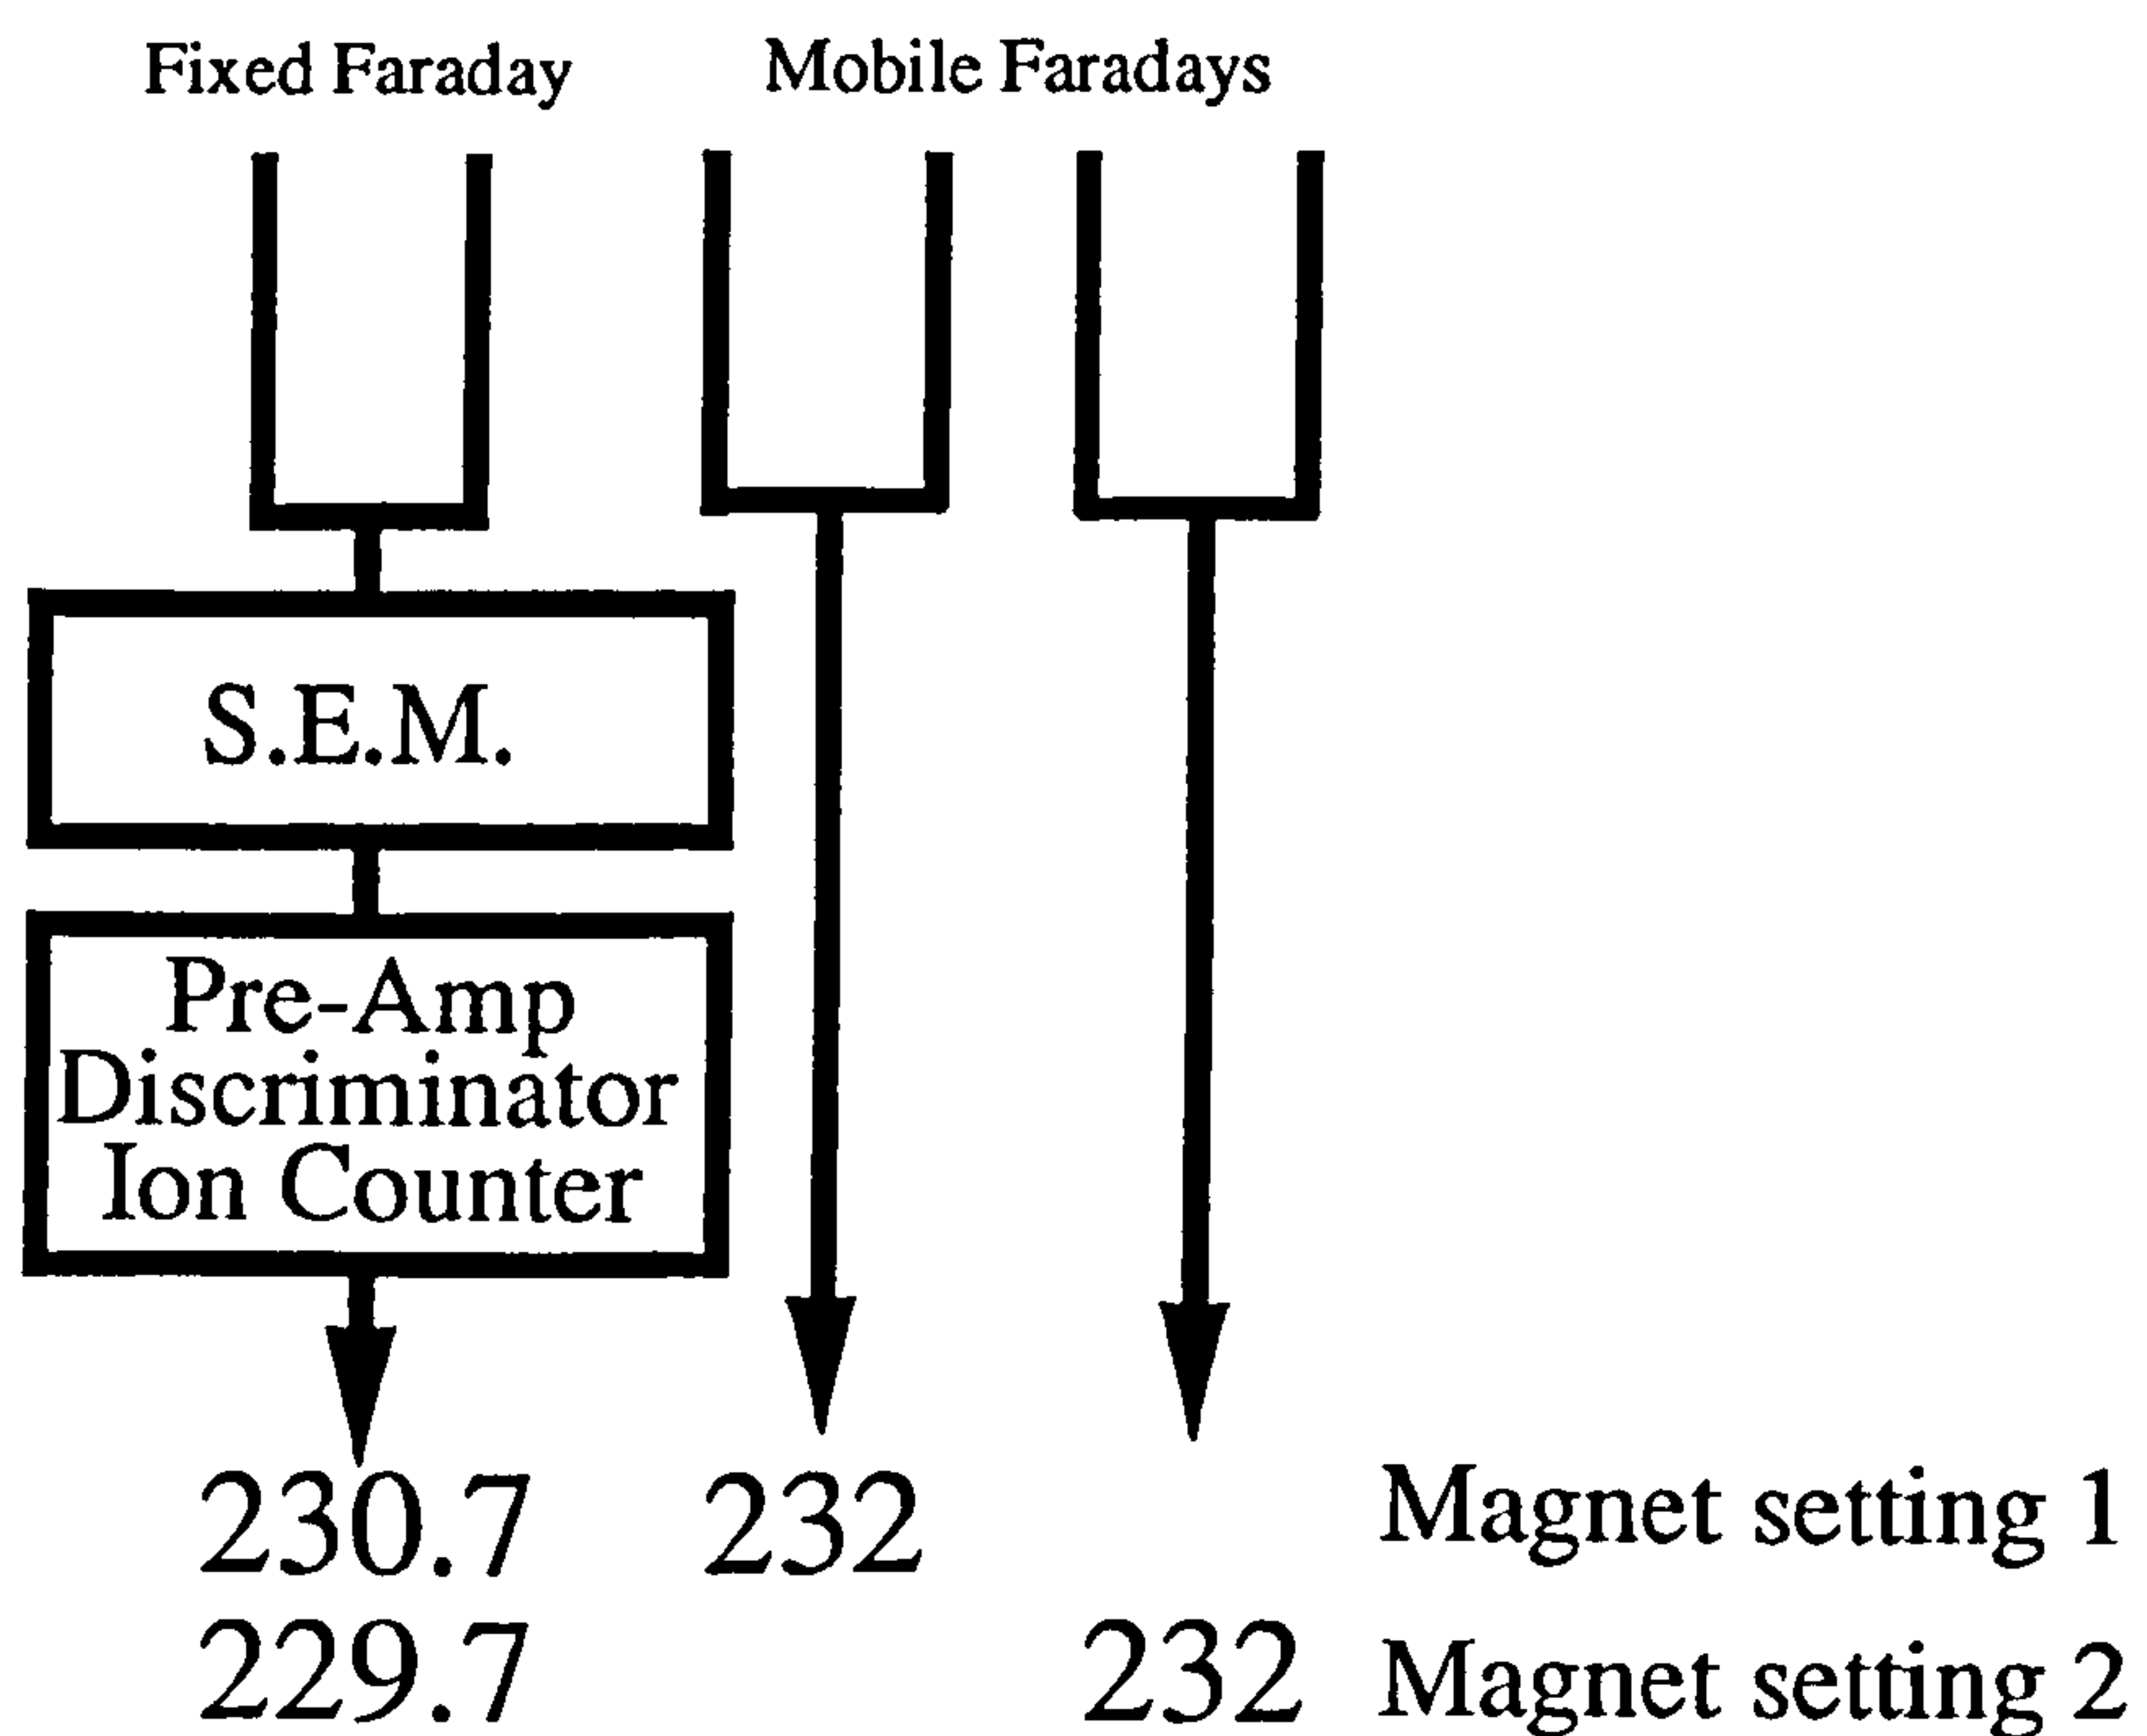 Fixed Faraday
Mobile Faradays
S.E.M.
Pre-Amp
Discriminator
Ion Counter
230.7 232 Magnet setting 1
229.7 232 Magnet setting 2